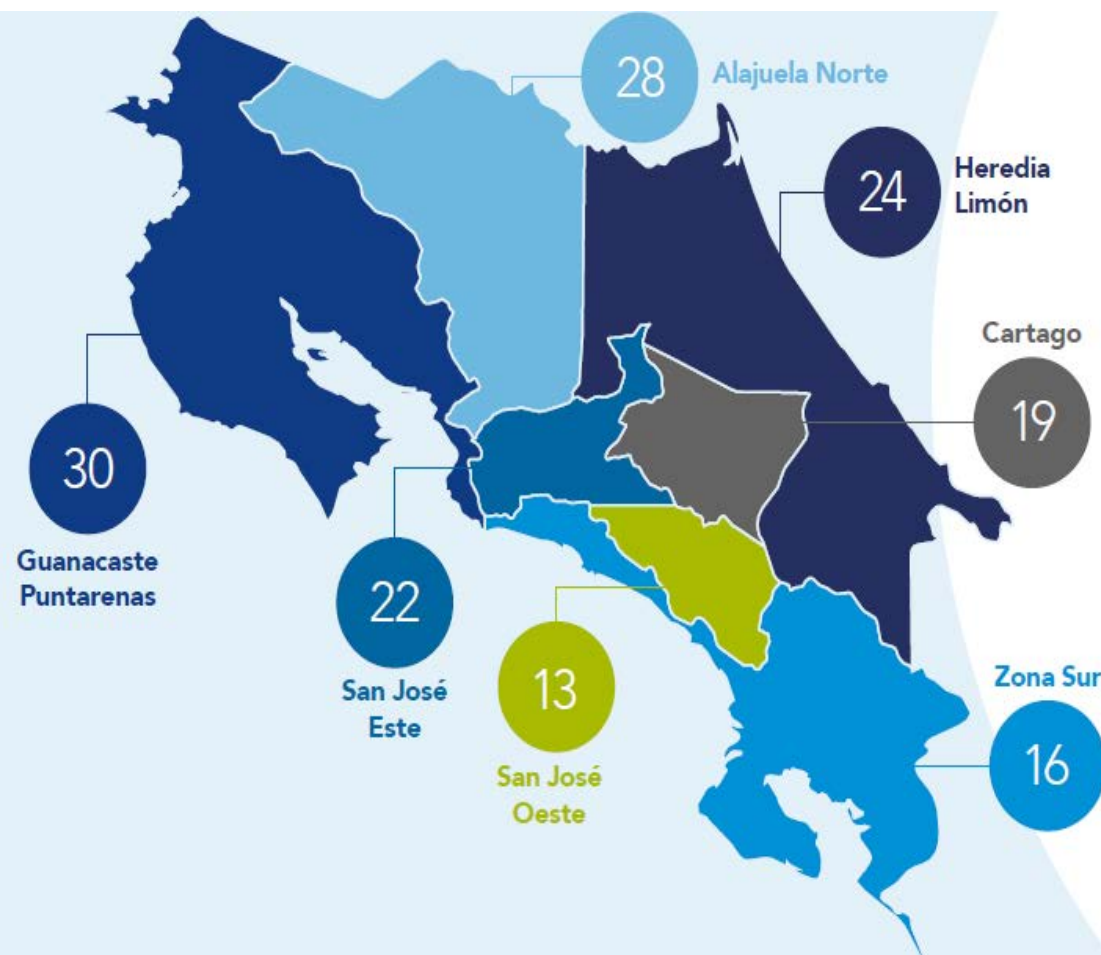 28
Alajuela Norte
24
Heredia
Limón
Cartago
19
30
Guanacaste
Puntarenas
22
San José
Este
13
San José
Oeste
Zona Sur
16